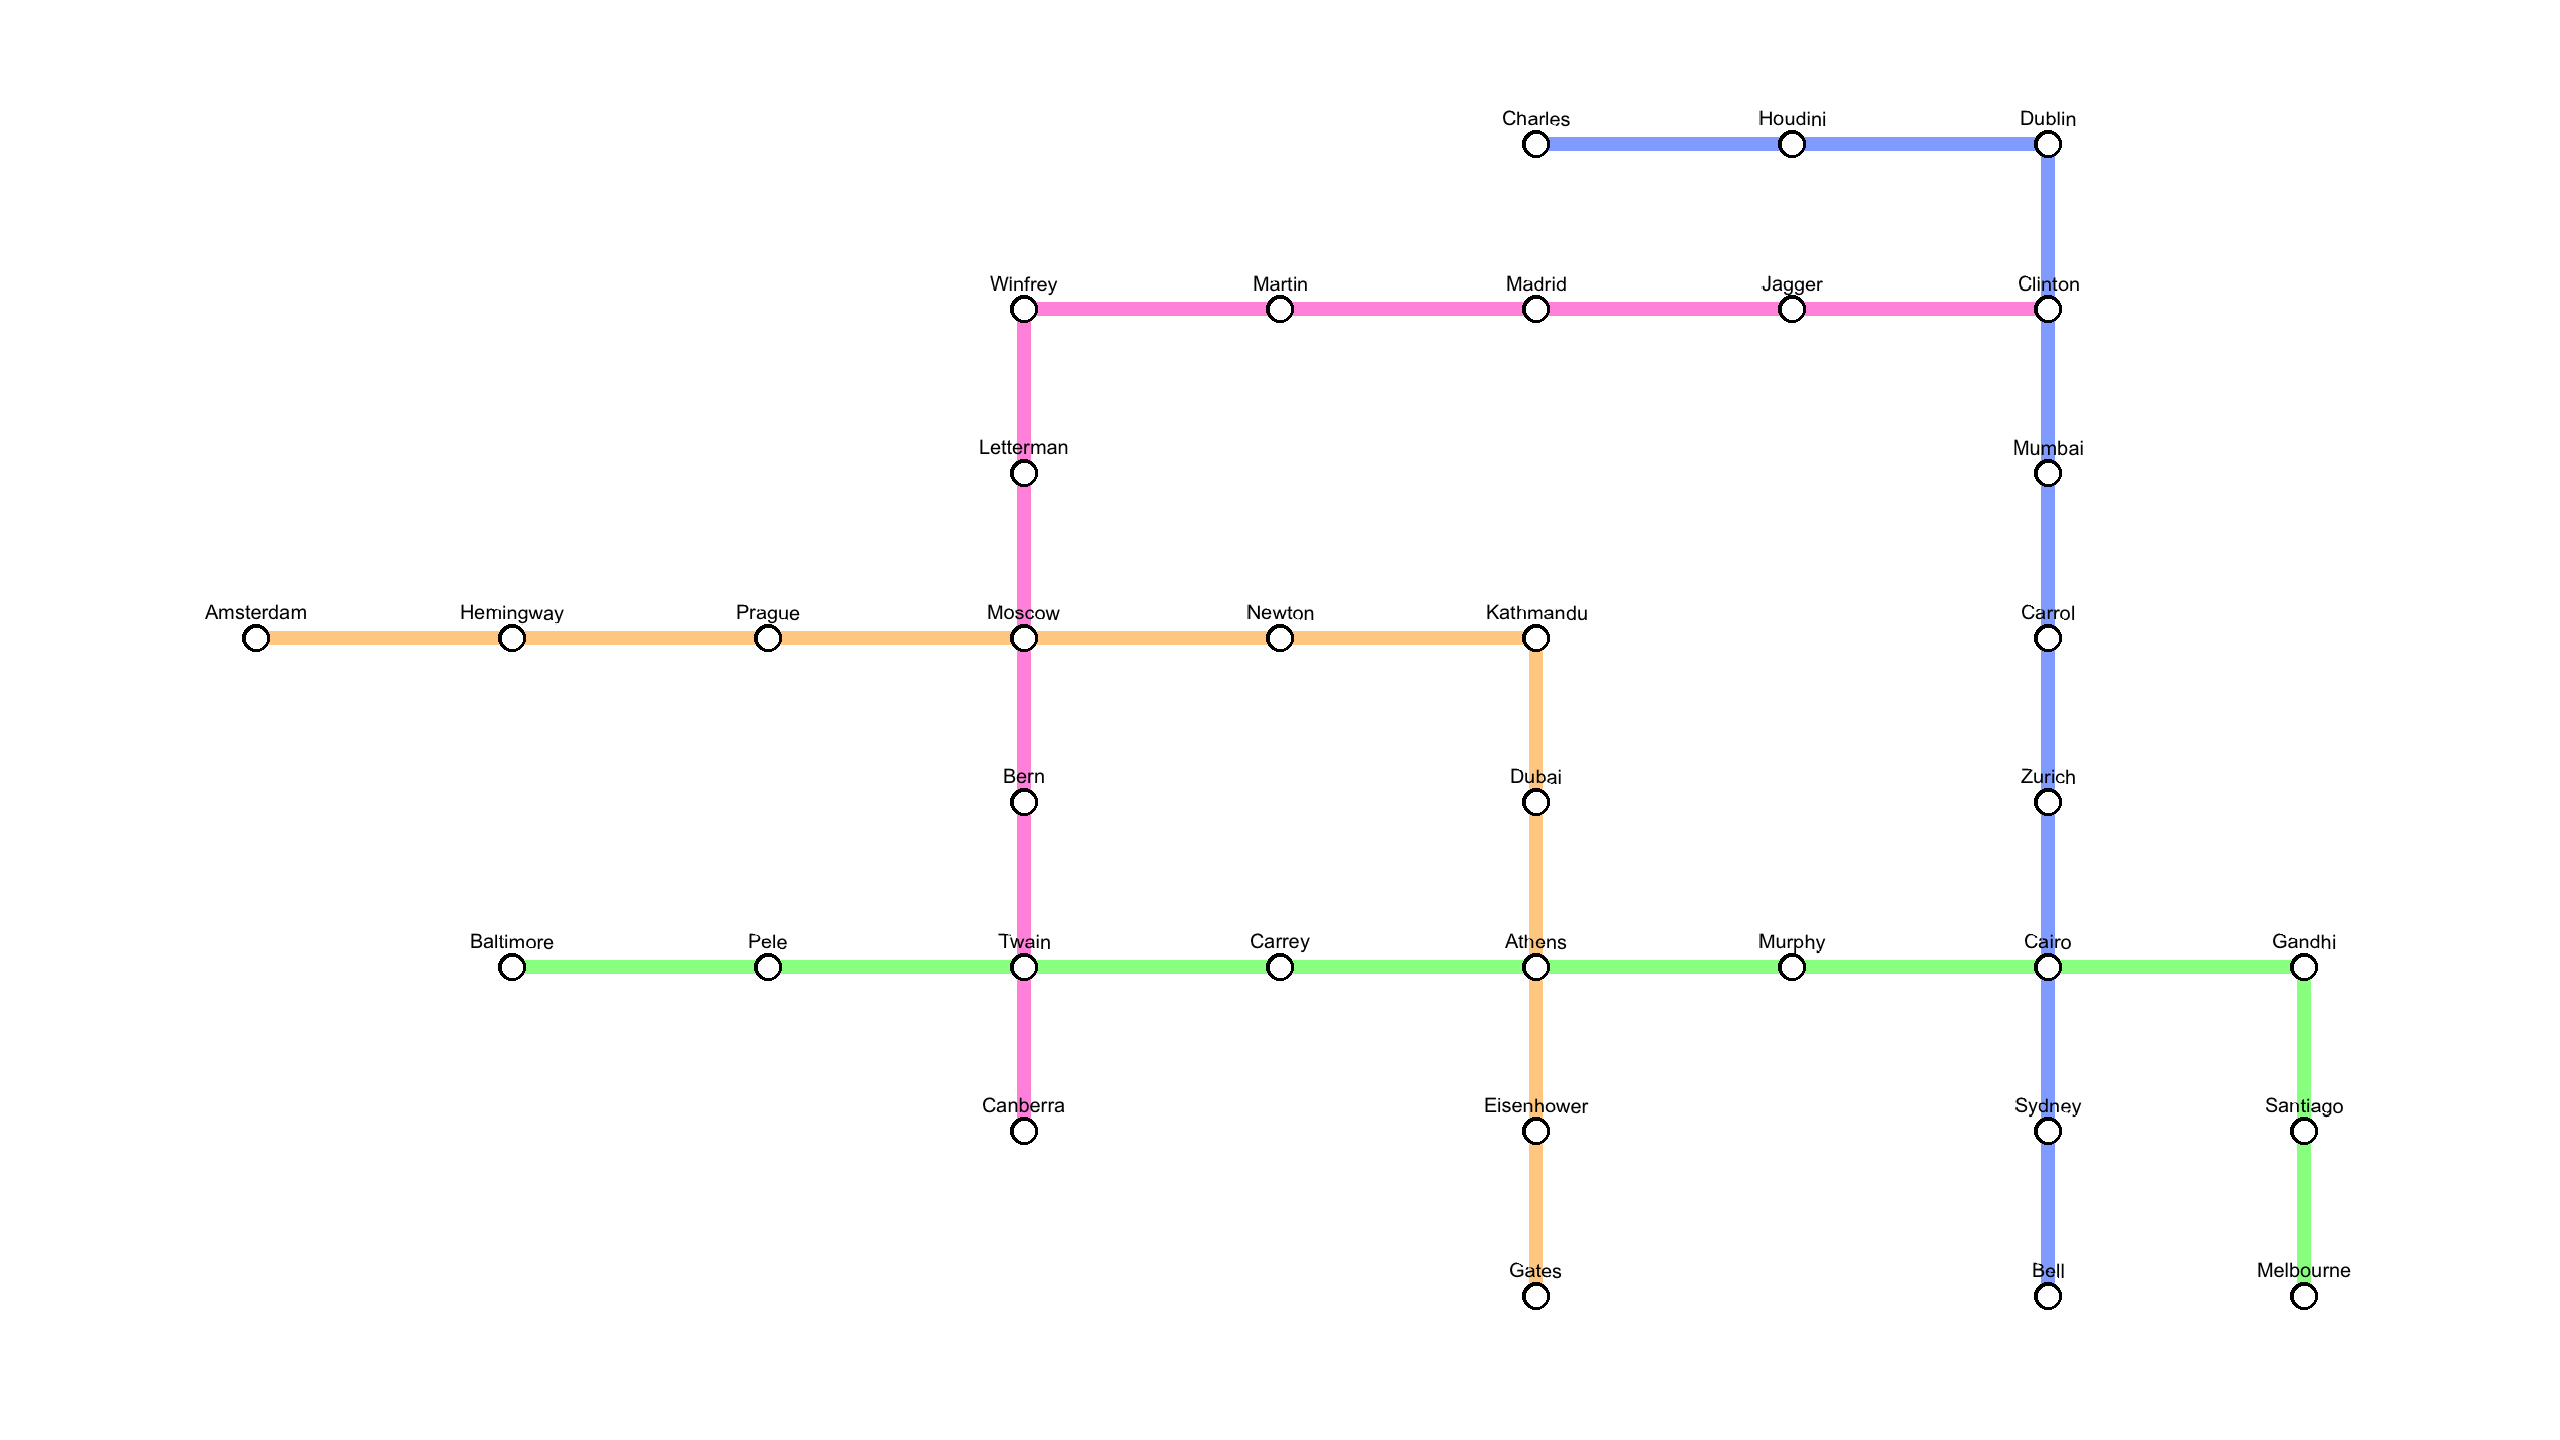 Charles
Houdini
Dublin
Winfrey
Martin
Madrid
Jagger
Clinton
Letterman
Mumbai
Amsterdam
Hemingway
Prague
Moscow
Newton
Kathmandu
Carrol
Bern
Dubai
Zurich
Baltimore
Pele
Twain
Carrey
Athens
Murphy
Cairo
Gandhi
Canberra
Eisenhower
Sydney
Santiago
Gates
Bell
Melbourne